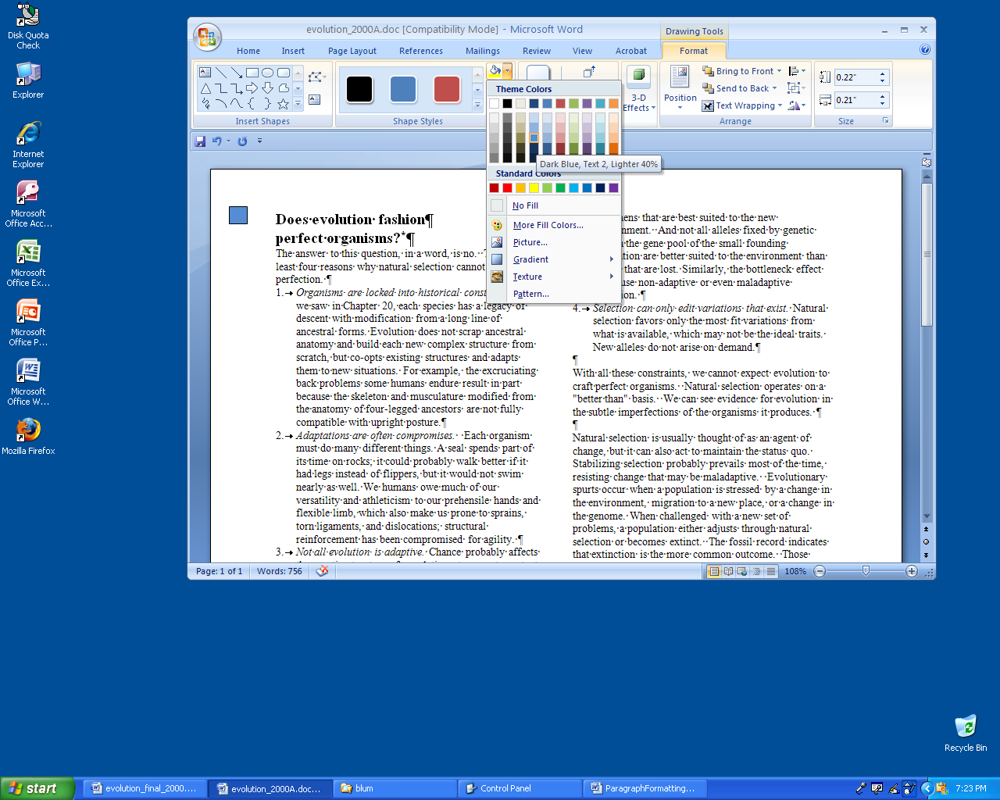 Disk Quota
Check
Explorer
Internet
Explorer
Microsoft
Office Acc...
Microsoft
Office Ex...
Microsoft
Office P...
Microsoft
Office W...
Mozilla Firefox
evolution_2000A.doc [Compatibility Mode] - Microsoft Word
Drawing Tools
Home Insert Page Layout References Mailings Review View Acrobat Format
Insert Shapes
Shape Styles
3-D
Effects
Position
Bring to Front
Send to Back
Text Wrapping
Arrange
0.22"
0.21"
Size
Theme Colors
Dark Blue, Text 2, Lighter 40%
Standard Colors
No Fill
More Fill Colors...
Picture...
Gradient
Texture
Pattern...
Does·evolution·fashion¶
perfect·organisms?*¶
The·answer·to·this·question,·in·a·word,·is·no.··
least·four·reasons·why·natural·selection·cannot
perfection.·¶
1.→Organisms·are·locked·into·historical·
we·saw·in·Chapter·20,·each·species·has·a·legacy·of·
descent·with·modification·from·a·long·line·of·
ancestral·forms.··Evolution·does·not·scrap·ancestral·
anatomy·and·build·each·new·complex·structure·from·
scratch,·but·co-opts·existing·structures·and·adapts·
them·to·new·situations.··For·example,·the·excruciating·
back·problems·some·humans·endure·result·in·part·
because·the·skeleton·and·musculature·modified·from·
the·anatomy·of·four-legged·ancestors·are·not·fully·
compatible·with·upright·posture.¶
2.→Adaptations·are·often·compromises.··Each·organism·
must·do·many·different·things.·A·seal·spends·part·of·
its·time·on·rocks;·it·could·probably·walk·better·if·it·
had·legs·instead·of·flippers,·but·it·would·not·swim·
nearly·as·well.··We·humans·owe·much·of·our·
versatility·and·athleticism·to·our·prehensile·hands·and·
flexible·limb,·which·also·make·us·prone·to·sprains,·
torn·ligaments,·and·dislocations;·structural·
reinforcement·has·been·compromised·for·agility.·¶
3.→Not·all·evolution·is·adaptive.·Chance·probably·affects·
that·are·best·suited·to·the·new·
And·not·all·alleles·fixed·by·genetic·
the·gene·pool·of·the·small·founding·
are·better·suited·to·the·environment·than·
that·are·lost.·Similarly,·the·bottleneck·effect·
non-adaptive·or·even·maladaptive·
¶
4.→Selection·can·only·edit·variations·that·exist.·Natural·
selection·favors·only·the·most·fit·variations·from·
what·is·available,·which·may·not·be·the·ideal·traits.·
New·alleles·do·not·arise·on·demand.¶
¶
With·all·these·constraints,·we·cannot·expect·evolution·to·
craft·perfect·organisms.··Natural·selection·operates·on·a·
"better·than"·basis.··We·can·see·evidence·for·evolution·in·
the·subtle·imperfections·of·the·organisms·it·produces.·¶
¶
Natural·selection·is·usually·thought·of·as·an·agent·of·
change,·but·it·can·also·act·to·maintain·the·status·quo.·
Stabilizing·selection·probably·prevails·most·of·the·time,·
resisting·change·that·may·be·maladaptive.··Evolutionary·
spurts·occur·when·a·population·is·stressed·by·a·change·in·
the·environment,·migration·to·a·new·place,·or·a·change·in·
the·genome.··When·challenged·with·a·new·set·of·
problems,·a·population·either·adjusts·through·natural·
selection·or·becomes·extinct.··The·fossil·record·indicates·
that·extinction·is·the·more·common·outcome.··Those·
Page: 1 of 1 Words: 756 108%
Recycle Bin
start
evolution_final_2000....
evolution_2000A.doc...
blum
Control Panel
ParagraphFormatting...
7:23 PM